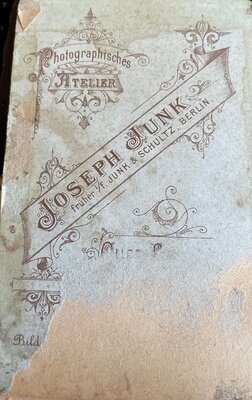 Photographisches
ATELIER
JOSEPH JUNK
Früher: i/F. JUNK & SCHULTZ, BERLIN.
Bild